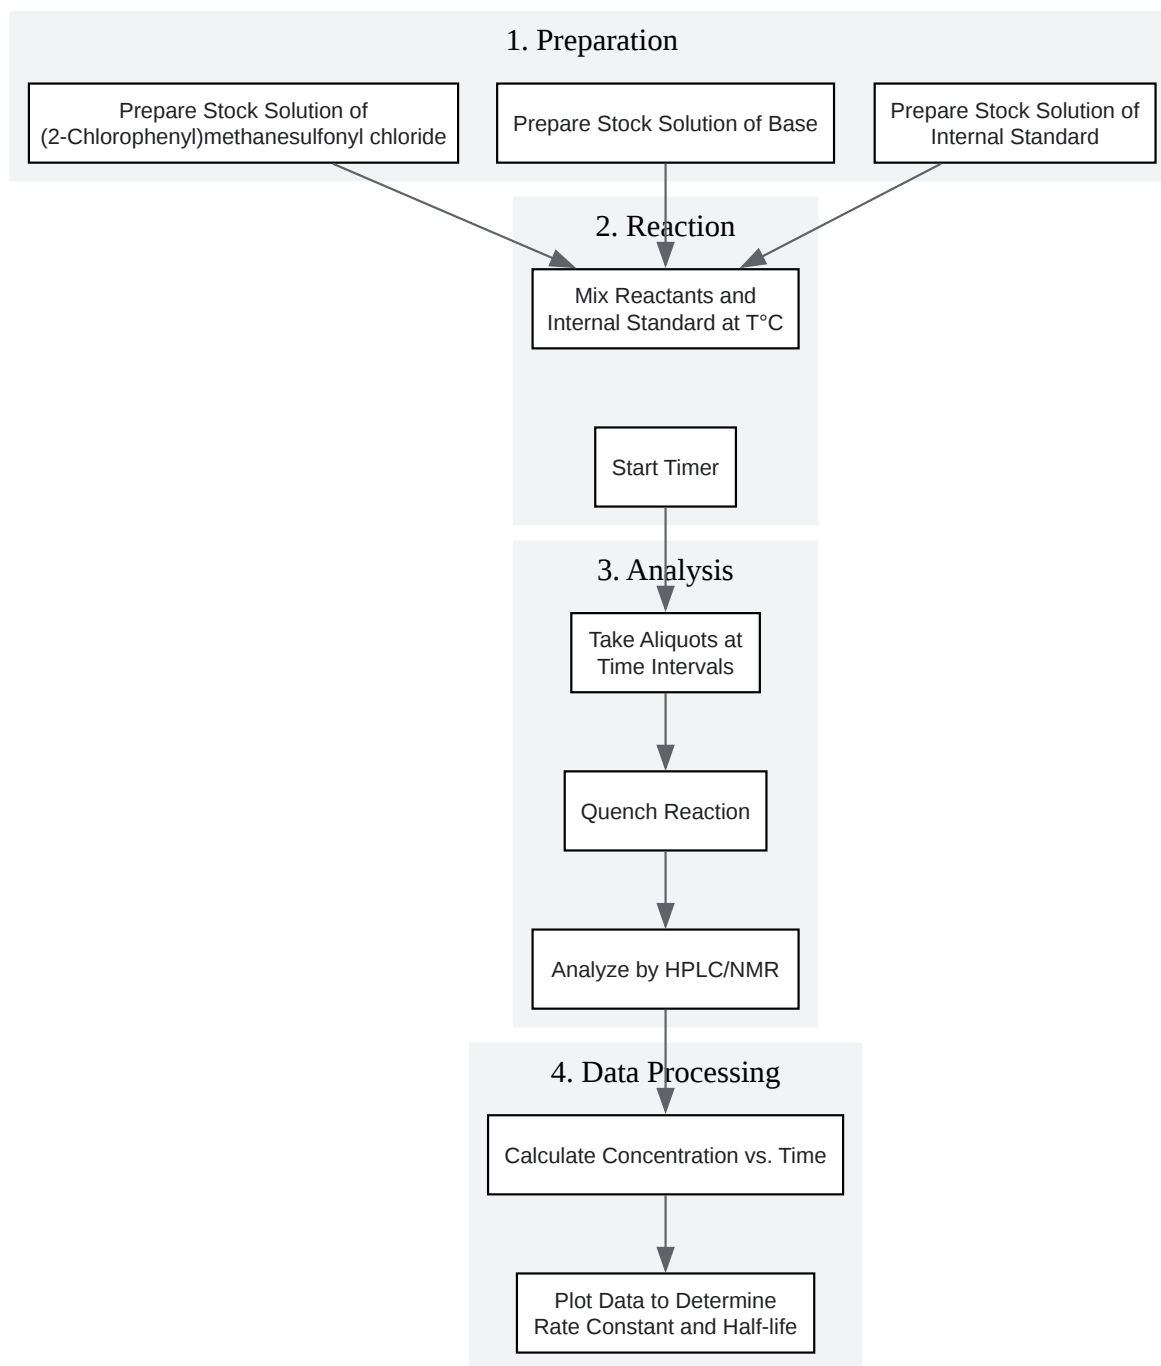 1. Preparation
Prepare Stock Solution of
(2-Chlorophenyl)methanesulfonyl chloride
Prepare Stock Solution of Base
Prepare Stock Solution of
Internal Standard
2. Reaction
Mix Reactants and
Internal Standard at T°C
Start Timer
3. Analysis
Take Aliquots at
Time Intervals
Quench Reaction
Analyze by HPLC/NMR
4. Data Processing
Calculate Concentration vs. Time
Plot Data to Determine
Rate Constant and Half-life